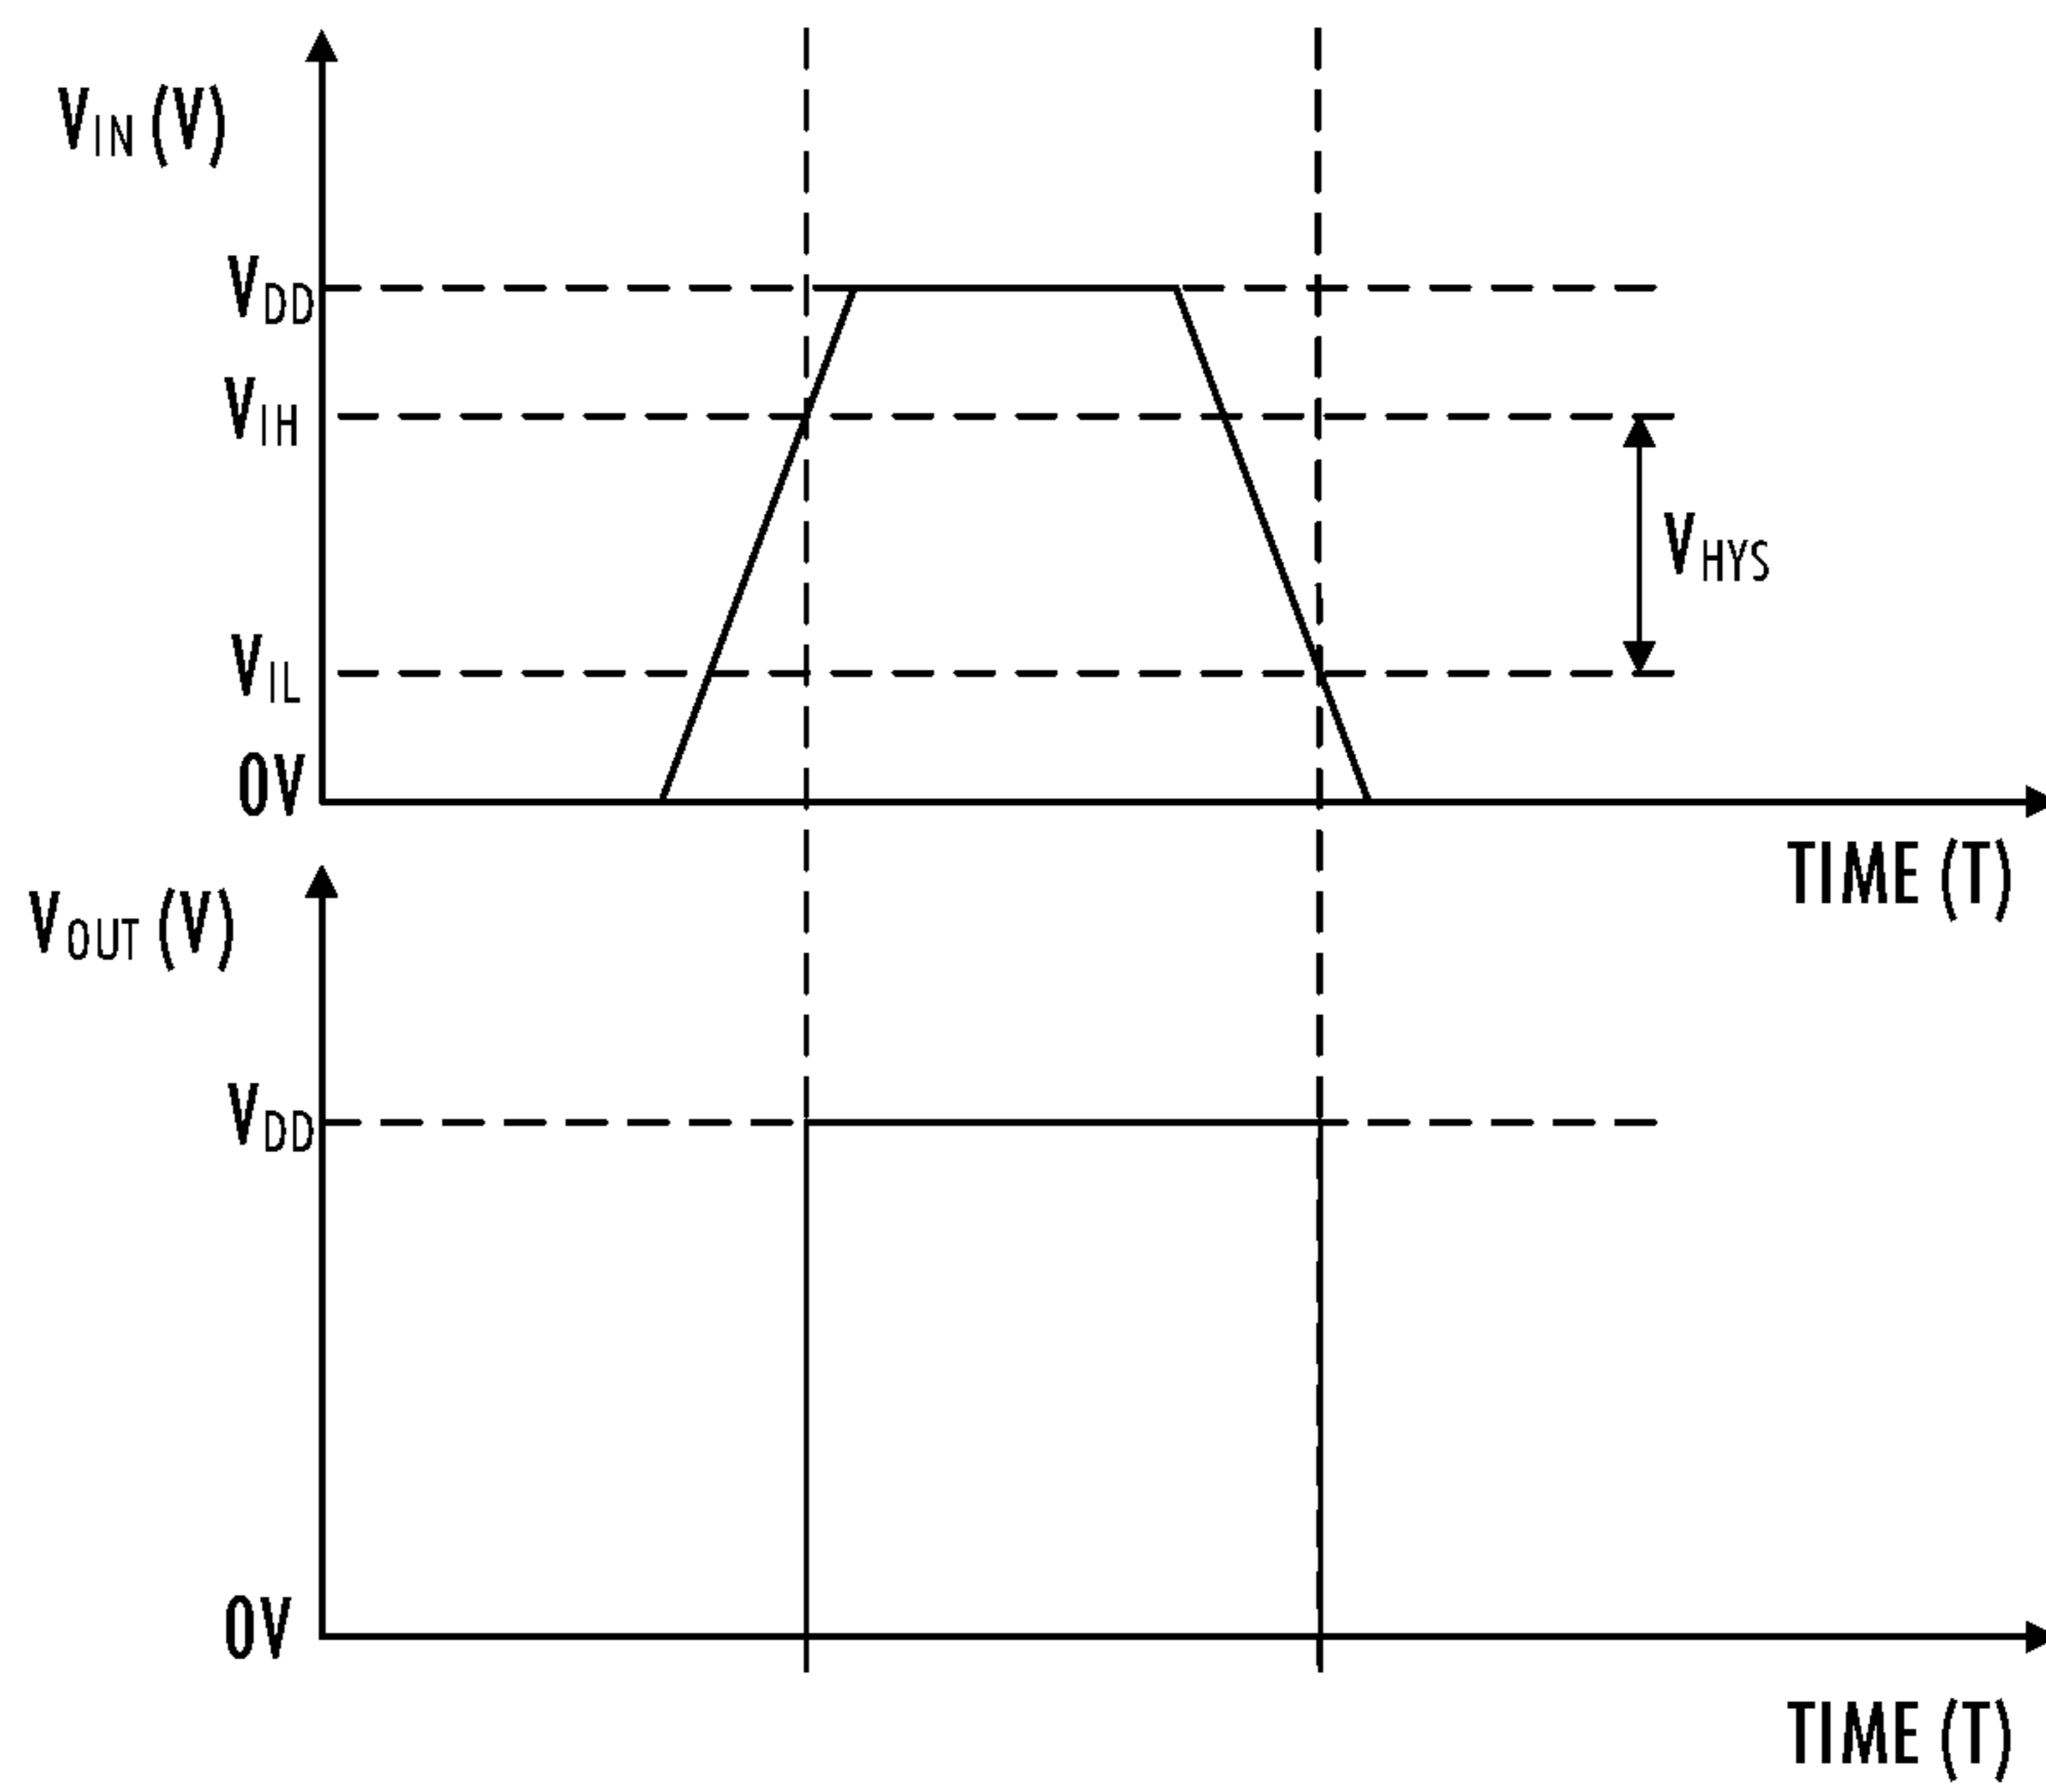 VIN (V)
VDD
VIH
VHYS
VIL
0V
TIME (T)
VOUT (V)
VDD
0V
TIME (T)